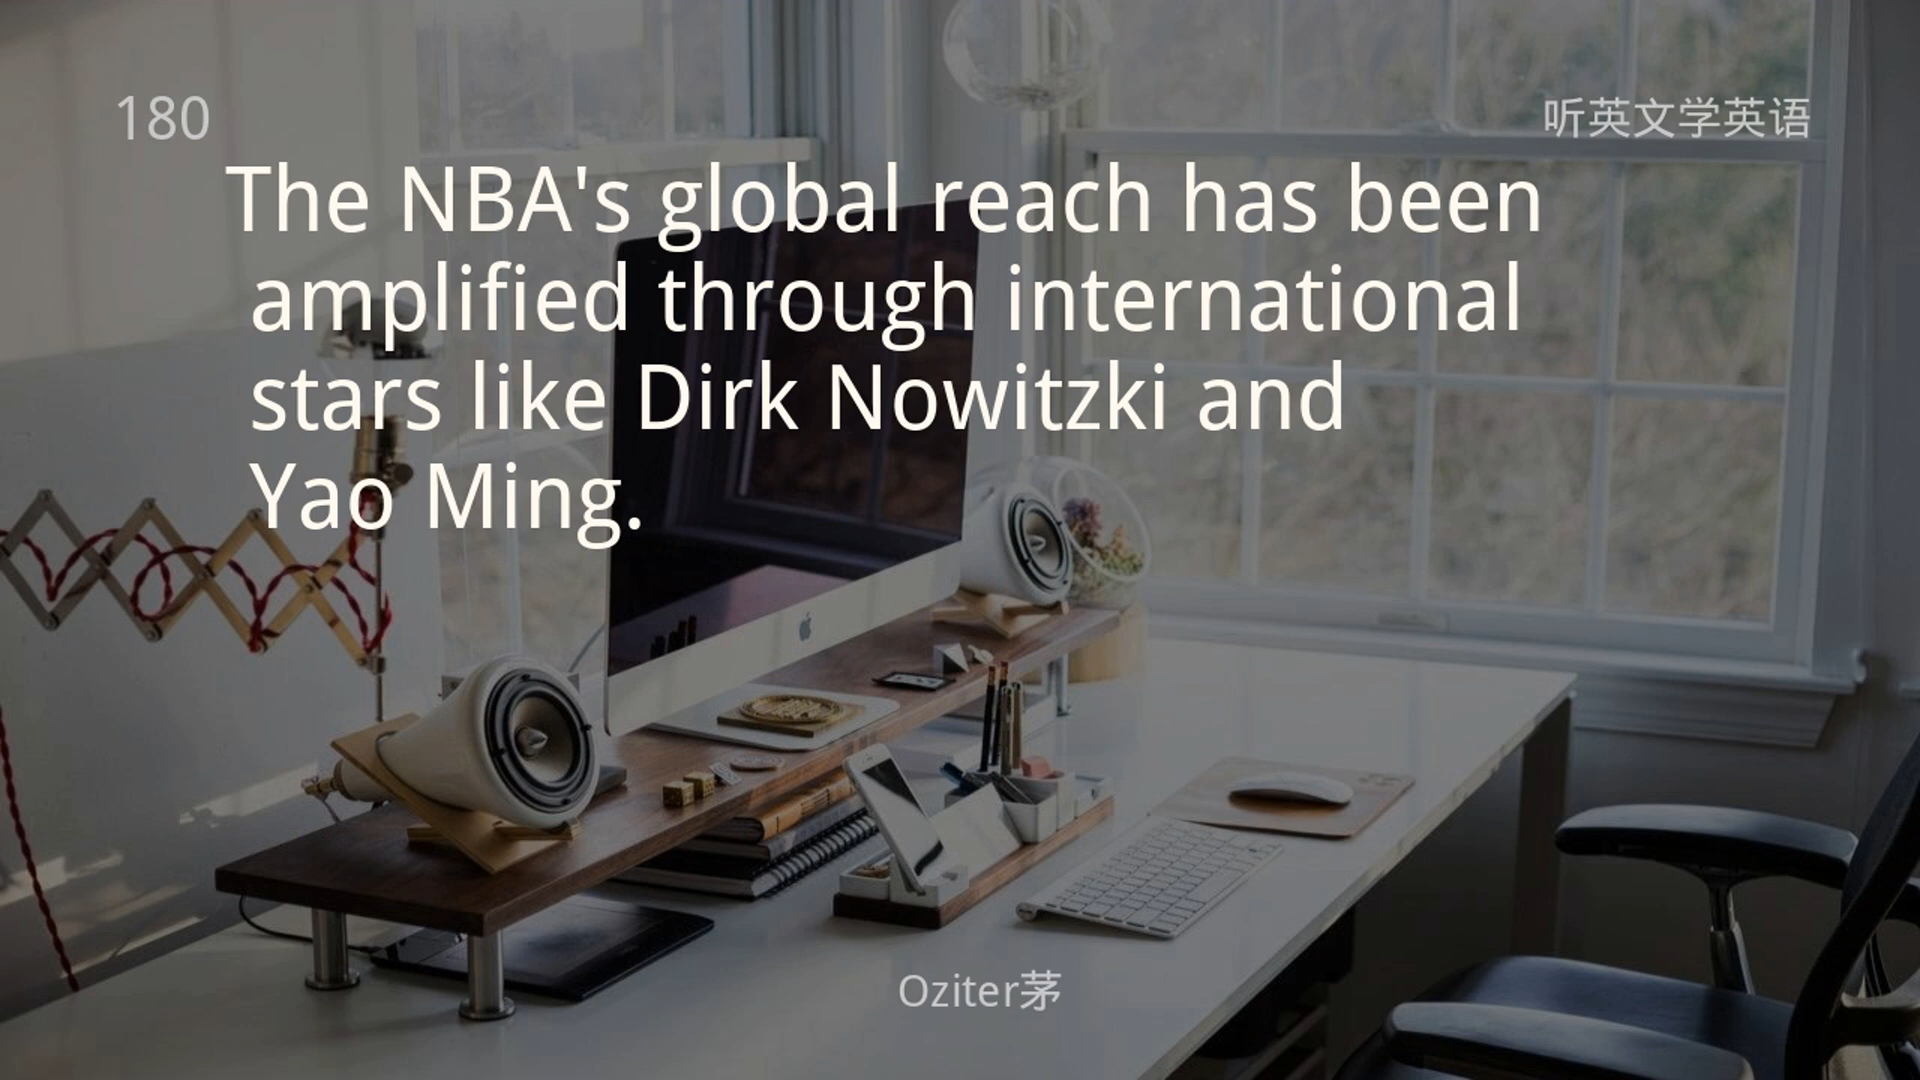 180
听英文学英语
The NBA's global reach has been
amplified through international
stars like Dirk Nowitzki and
Yao Ming.
Oziter茅